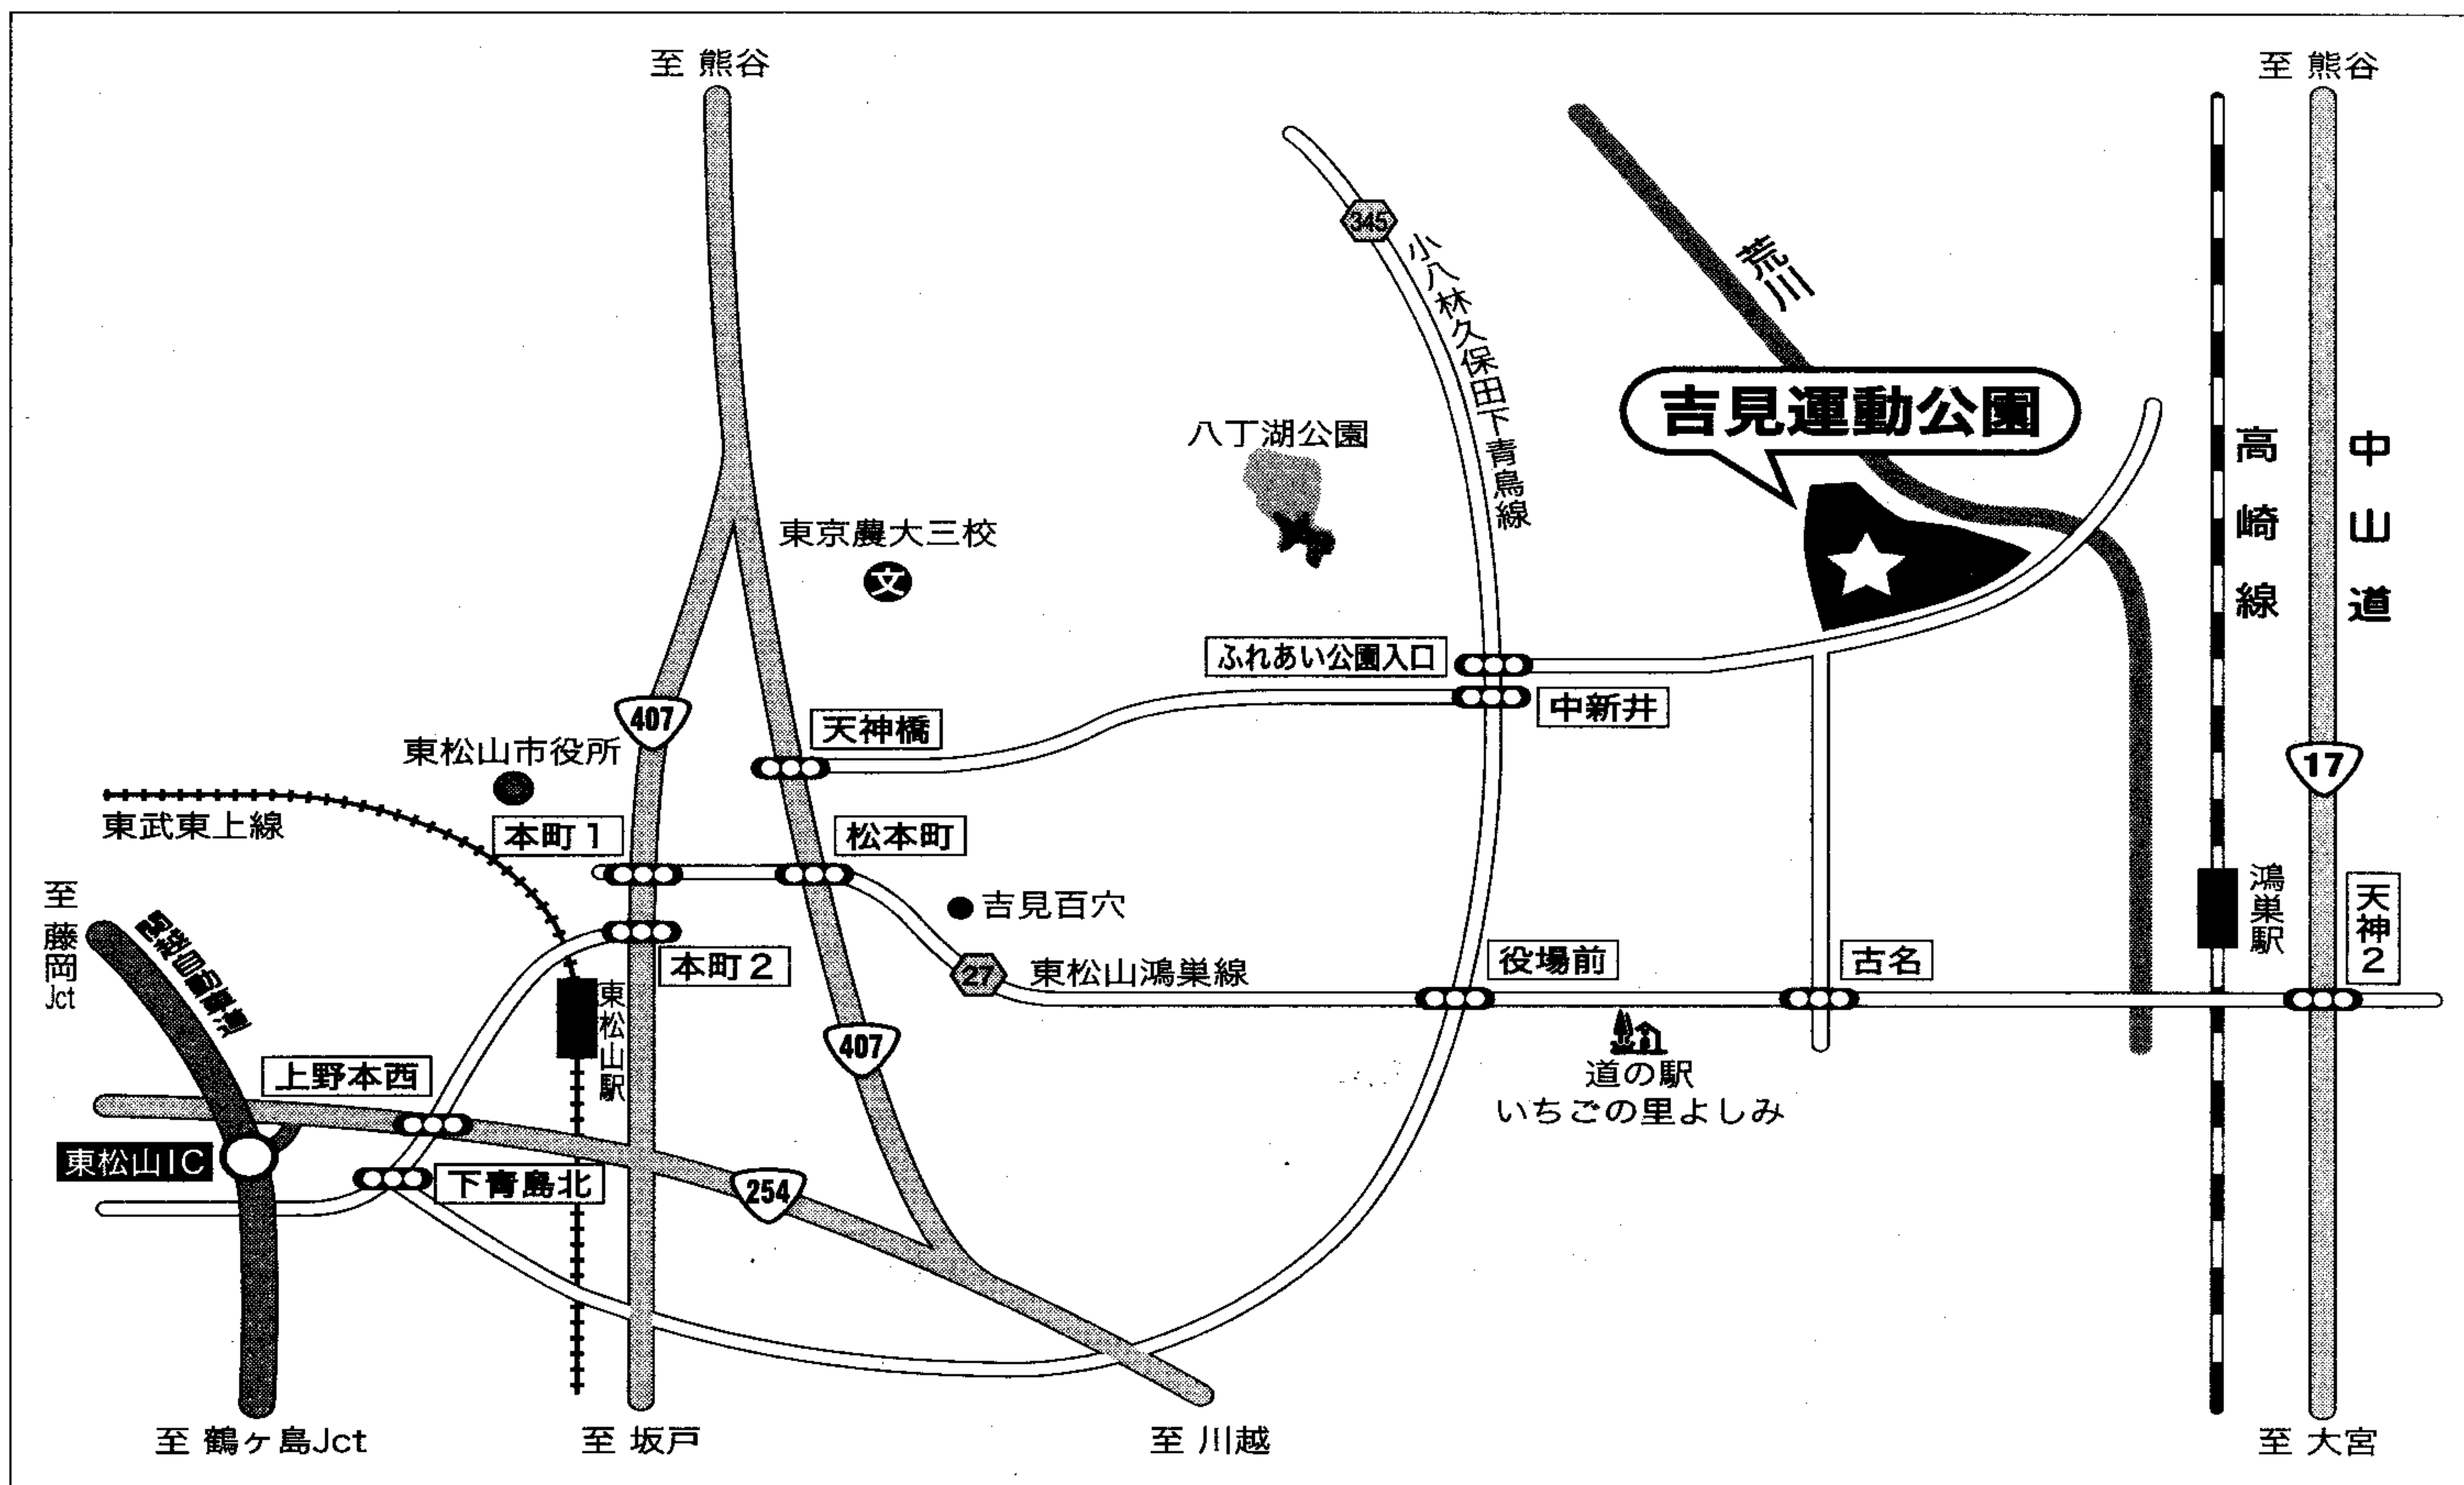 至 熊谷
至 熊谷
345
小八林久保田下青鳥線
荒川
吉見運動公園
八丁湖公園
高崎線
中山道
東京農大三校
文
ふれあい公園入口
407
天神橋
中新井
東松山市役所
17
東武東上線
本町1
松本町
至 藤岡Jct
関越自動車道
吉見百穴
鴻巣駅
天神2
本町2
27
東松山鴻巣線
役場前
古名
東松山駅
407
上野本西
道の駅
いちごの里よしみ
東松山IC
下青鳥北
254
至 鶴ヶ島Jct
至 坂戸
至 川越
至 大宮